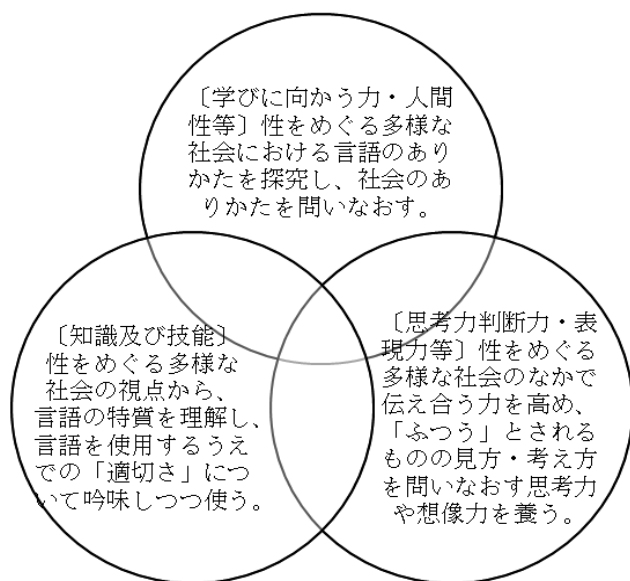 〔学びに向かう力・人間
性等〕性をめぐる多様な
社会における言語のあり
かたを探究し、社会のあ
りかたを問いなおす。
〔知識及び技能〕
性をめぐる多様な
社会の視点から、
言語の特質を理解し、
言語を使用するうえ
での「適切さ」につ
いて吟味しつつ使う。
〔思考力判断力・表
現力等〕性をめぐる
多様な社会のなかで
伝え合う力を高め、
「ふつう」とされる
ものの見方・考え方
を問いなおす思考力
や想像力を養う。